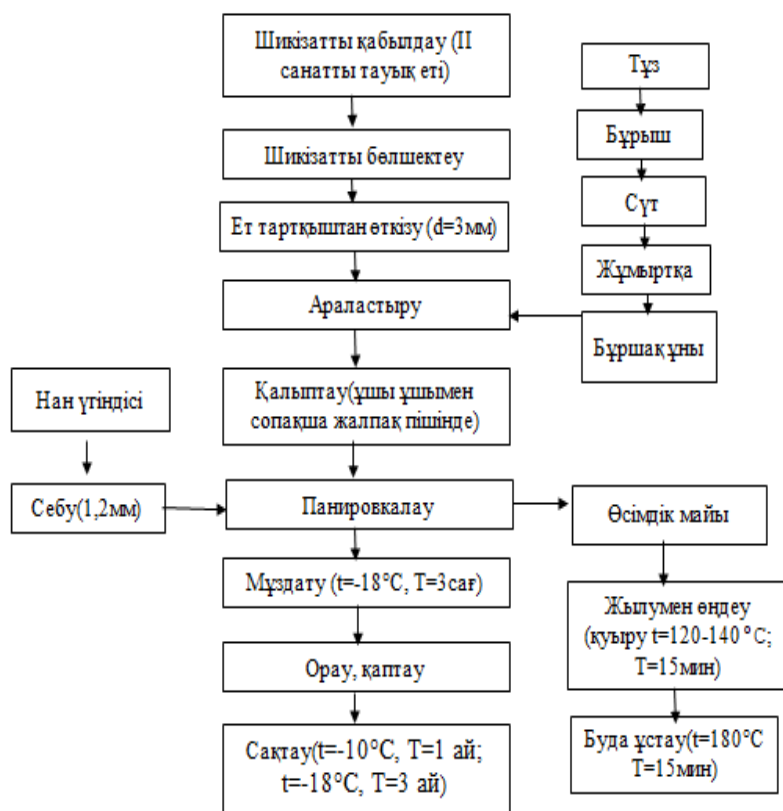 Шикізатты қабылдау (II
санатты тауық еті)
Шикізатты бөлшектеу
Ет тартқыштан өткізу (d=3мм)
Араластыру
Қалыптау(ұшы ұшымен
сопақша жалпақ пішінде)
Панировкалау
Мұздату (t=-18°С, Т=3сағ)
Орау, қаптау
Сақтау(t=-10°С, Т=1 ай;
t=-18°С, Т=3 ай)
Тұз
Бұрыш
Сүт
Жұмыртқа
Бұршақ ұны
Нан үгіндісі
Себу(1,2мм)
Өсімдік майы
Жылумен өңдеу
(қуыру t=120-140°С;
Т=15мин)
Буда ұстау(t=180°С
Т=15мин)